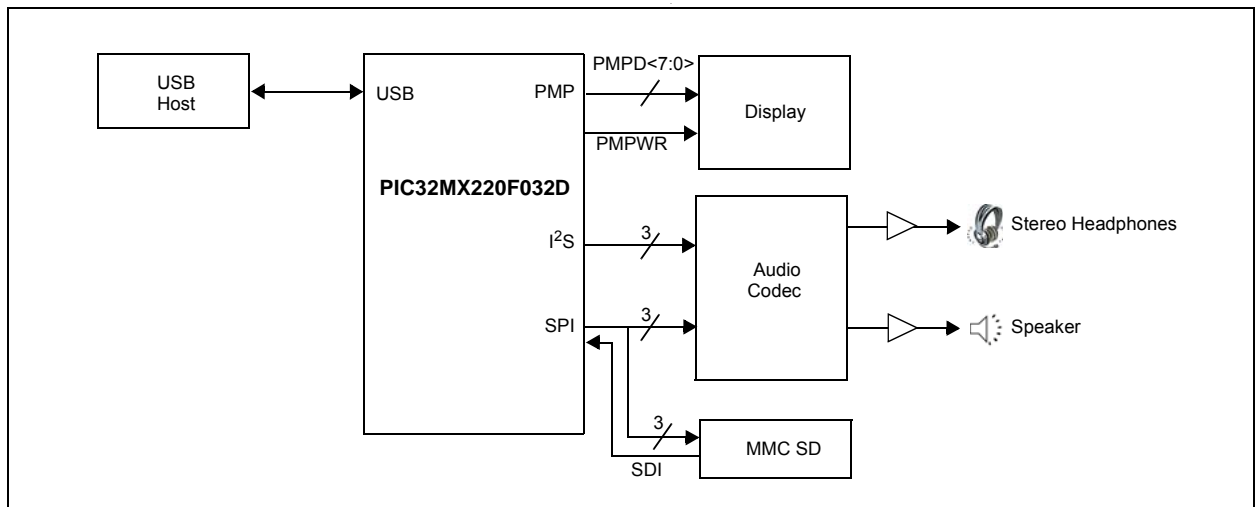 USB
Host
USB
PMP
PMPD<7:0>
PMPWR
Display
PIC32MX220F032D
I²S
3
Audio
Codec
Stereo Headphones
SPI
3
Speaker
3
SDI
MMC SD